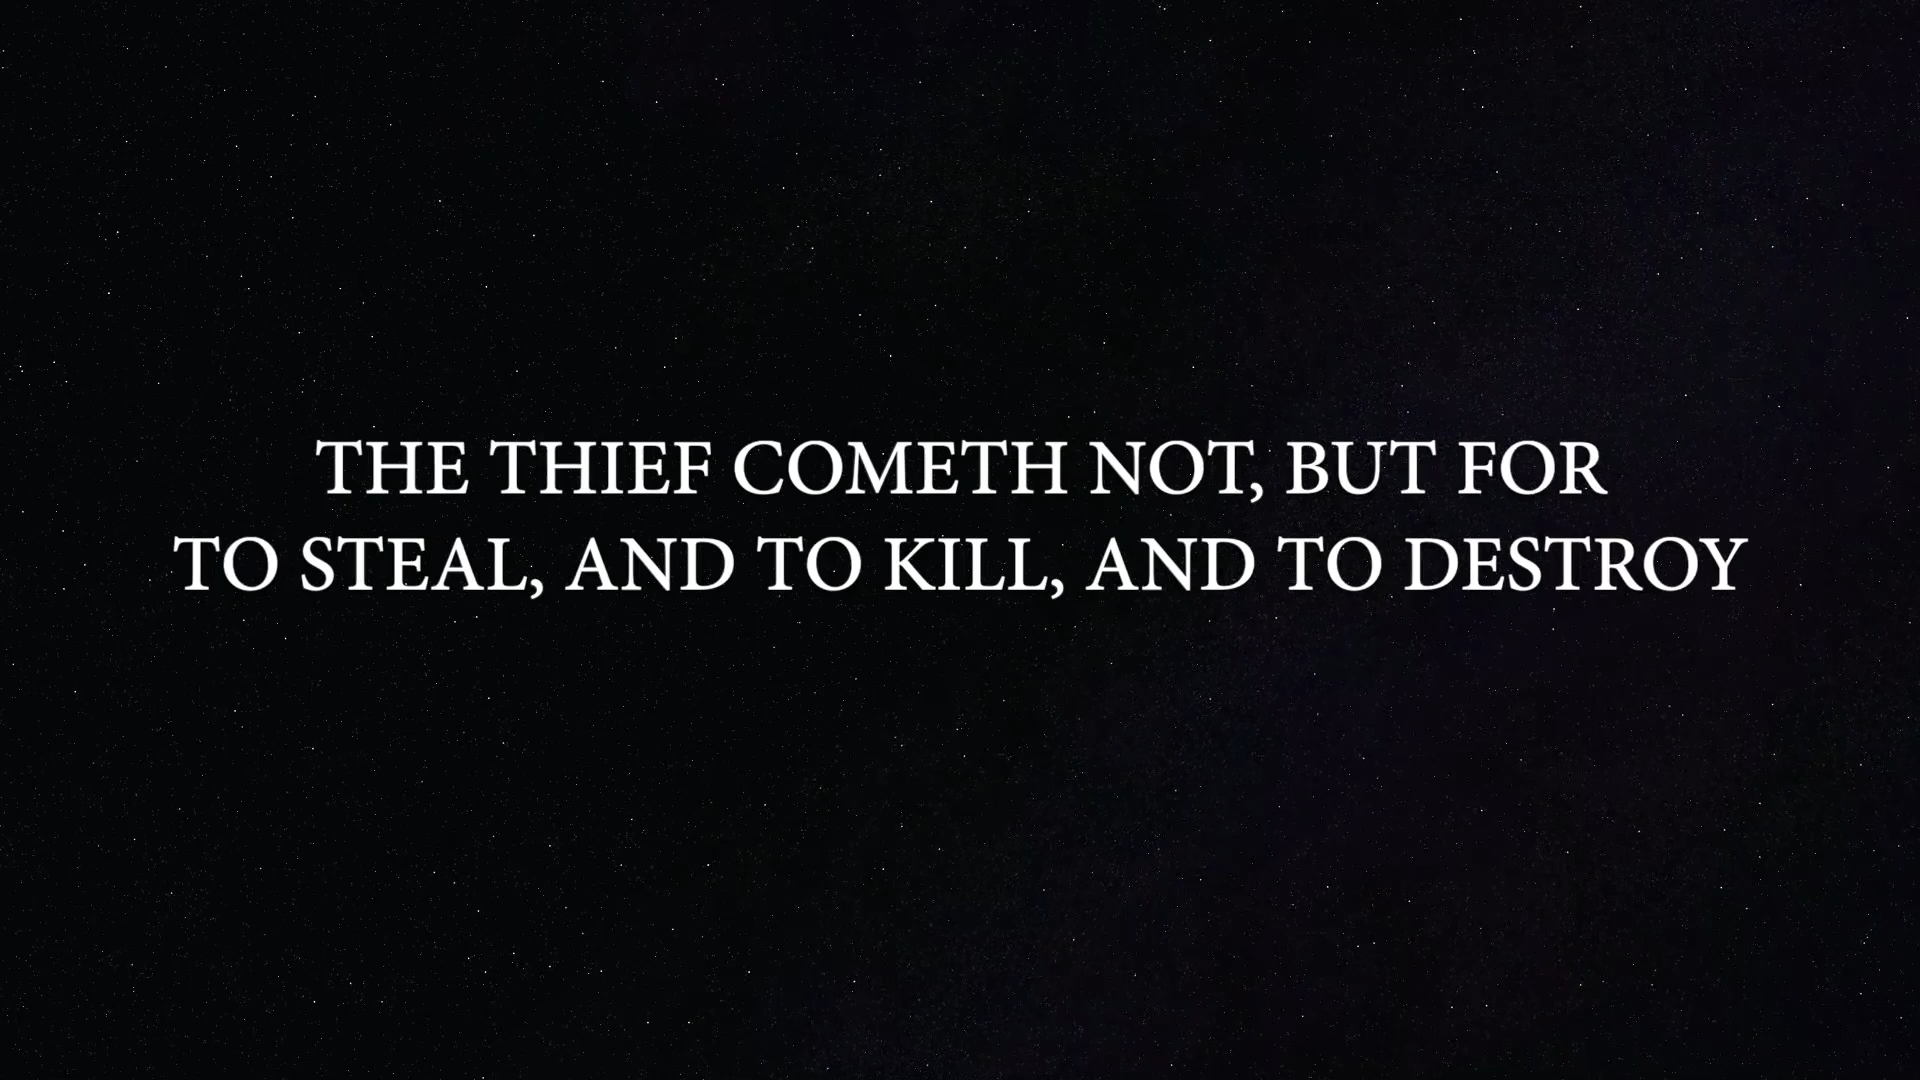 THE THIEF COMETH NOT, BUT FOR
TO STEAL, AND TO KILL, AND TO DESTROY